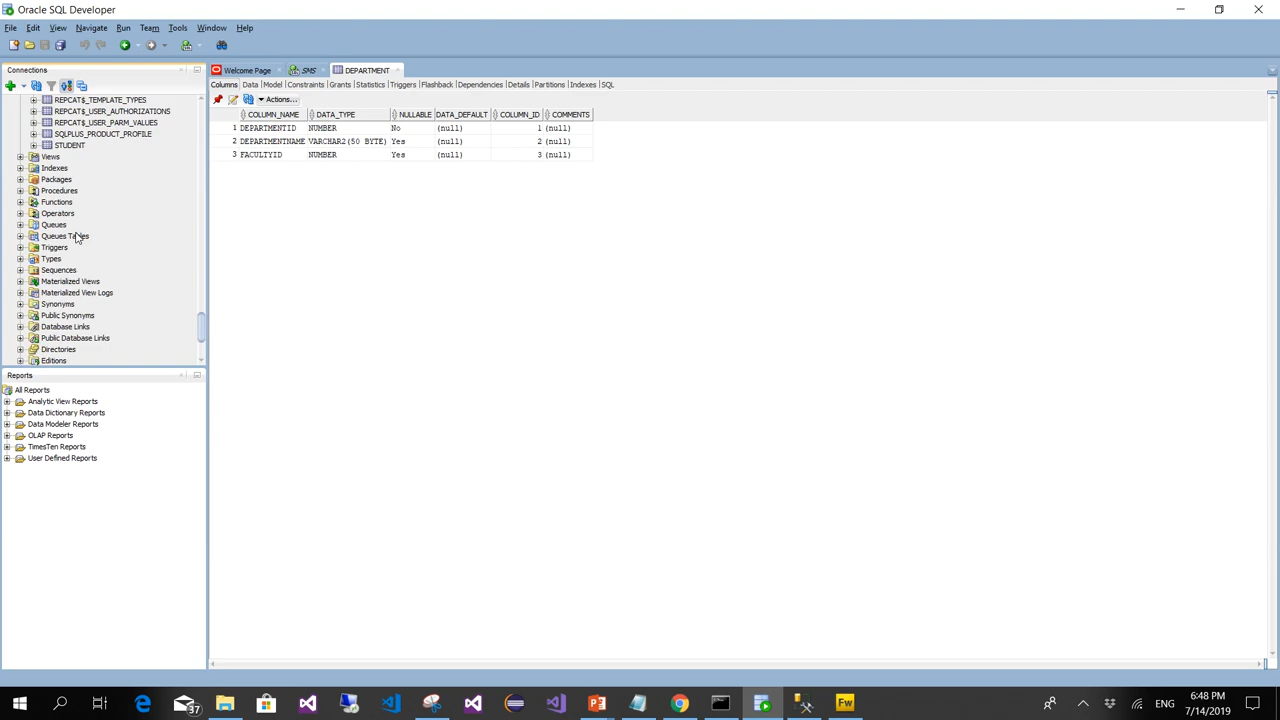 Oracle SQL Developer
File Edit View Navigate Run Team Tools Window Help
Connections
Welcome Page SMS DEPARTMENT
Columns Data Model Constraints Grants Statistics Triggers Flashback Dependencies Details Partitions Indexes SQL
Actions...
COLUMN_NAME DATA_TYPE NULLABLE DATA_DEFAULT COLUMN_ID COMMENTS
1 DEPARTMENTID NUMBER No (null) 1 (null)
2 DEPARTMENTNAME VARCHAR2(50 BYTE) Yes (null) 2 (null)
3 FACULTYID NUMBER Yes (null) 3 (null)
REPCAT$_TEMPLATE_TYPES
REPCAT$_USER_AUTHORIZATIONS
REPCAT$_USER_PARM_VALUES
SQLPLUS_PRODUCT_PROFILE
STUDENT
Views
Indexes
Packages
Procedures
Functions
Operators
Queues
Queues Tables
Triggers
Types
Sequences
Materialized Views
Materialized View Logs
Synonyms
Public Synonyms
Database Links
Public Database Links
Directories
Editions
Reports
All Reports
Analytic View Reports
Data Dictionary Reports
Data Modeler Reports
OLAP Reports
TimesTen Reports
User Defined Reports
37
Fw
ENG
6:48 PM
7/14/2019